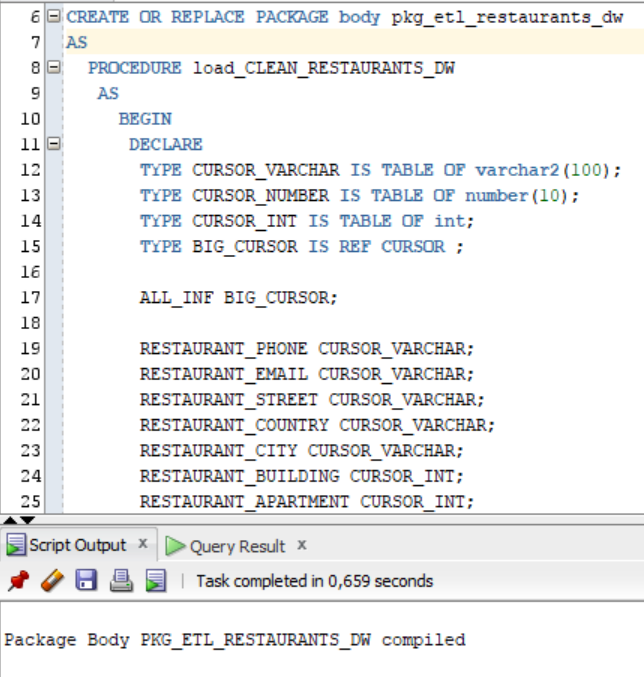 6 CREATE OR REPLACE PACKAGE body pkg_etl_restaurants_dw
7 AS
8 PROCEDURE load_CLEAN_RESTAURANTS_DW
9 AS
10 BEGIN
11 DECLARE
12 TYPE CURSOR_VARCHAR IS TABLE OF varchar2(100);
13 TYPE CURSOR_NUMBER IS TABLE OF number(10);
14 TYPE CURSOR_INT IS TABLE OF int;
15 TYPE BIG_CURSOR IS REF CURSOR ;
16
17 ALL_INF BIG_CURSOR;
18
19 RESTAURANT_PHONE CURSOR_VARCHAR;
20 RESTAURANT_EMAIL CURSOR_VARCHAR;
21 RESTAURANT_STREET CURSOR_VARCHAR;
22 RESTAURANT_COUNTRY CURSOR_VARCHAR;
23 RESTAURANT_CITY CURSOR_VARCHAR;
24 RESTAURANT_BUILDING CURSOR_INT;
25 RESTAURANT_APARTMENT CURSOR_INT;
Script Output x Query Result x
Task completed in 0,659 seconds
Package Body PKG_ETL_RESTAURANTS_DW compiled